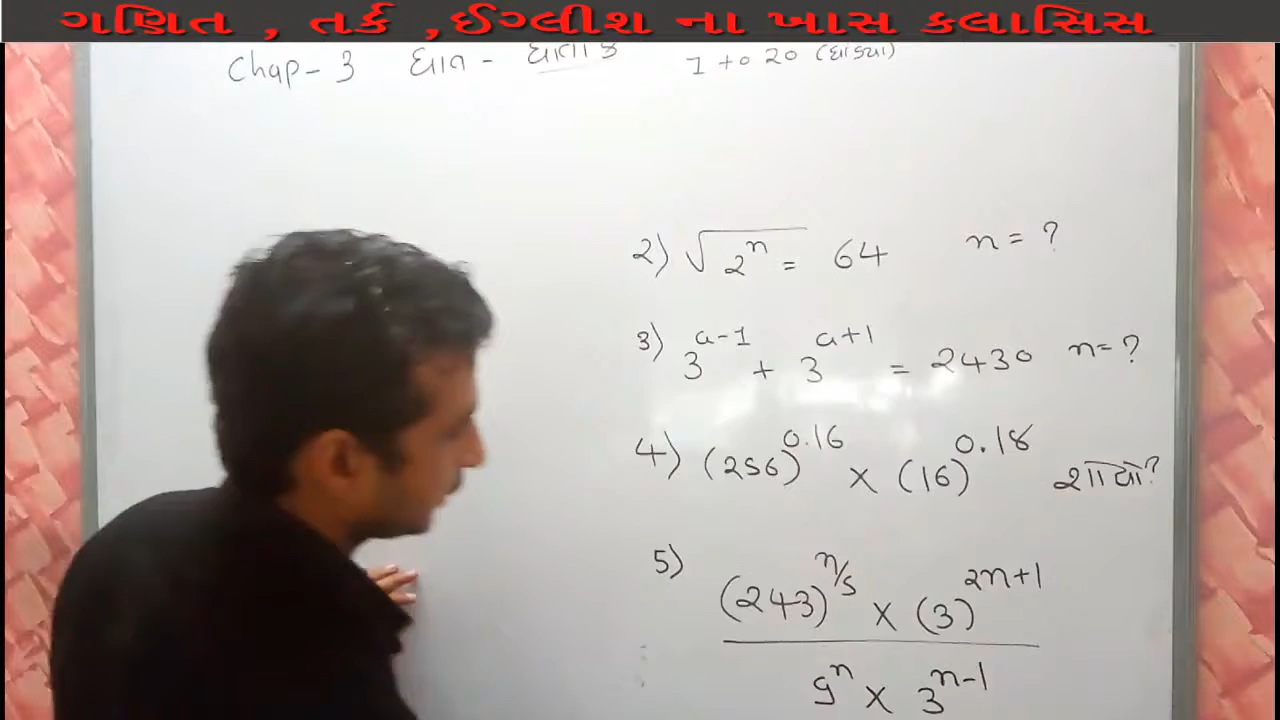 ગણિત , તર્ક ,ઈંગ્લીશ ના ખાસ કલાસિસ
Chap-3 ઘાત - ઘાતાંક 1 to 20 (ઘાડયા)
2) √2^n = 64 n = ?
3) 3^a-1 + 3^a+1 = 2430 n = ?
4) (256)^0.16 × (16)^0.18 શોધો?
5) (243)^n/5 × (3)^2n+1
9^n × 3^n-1